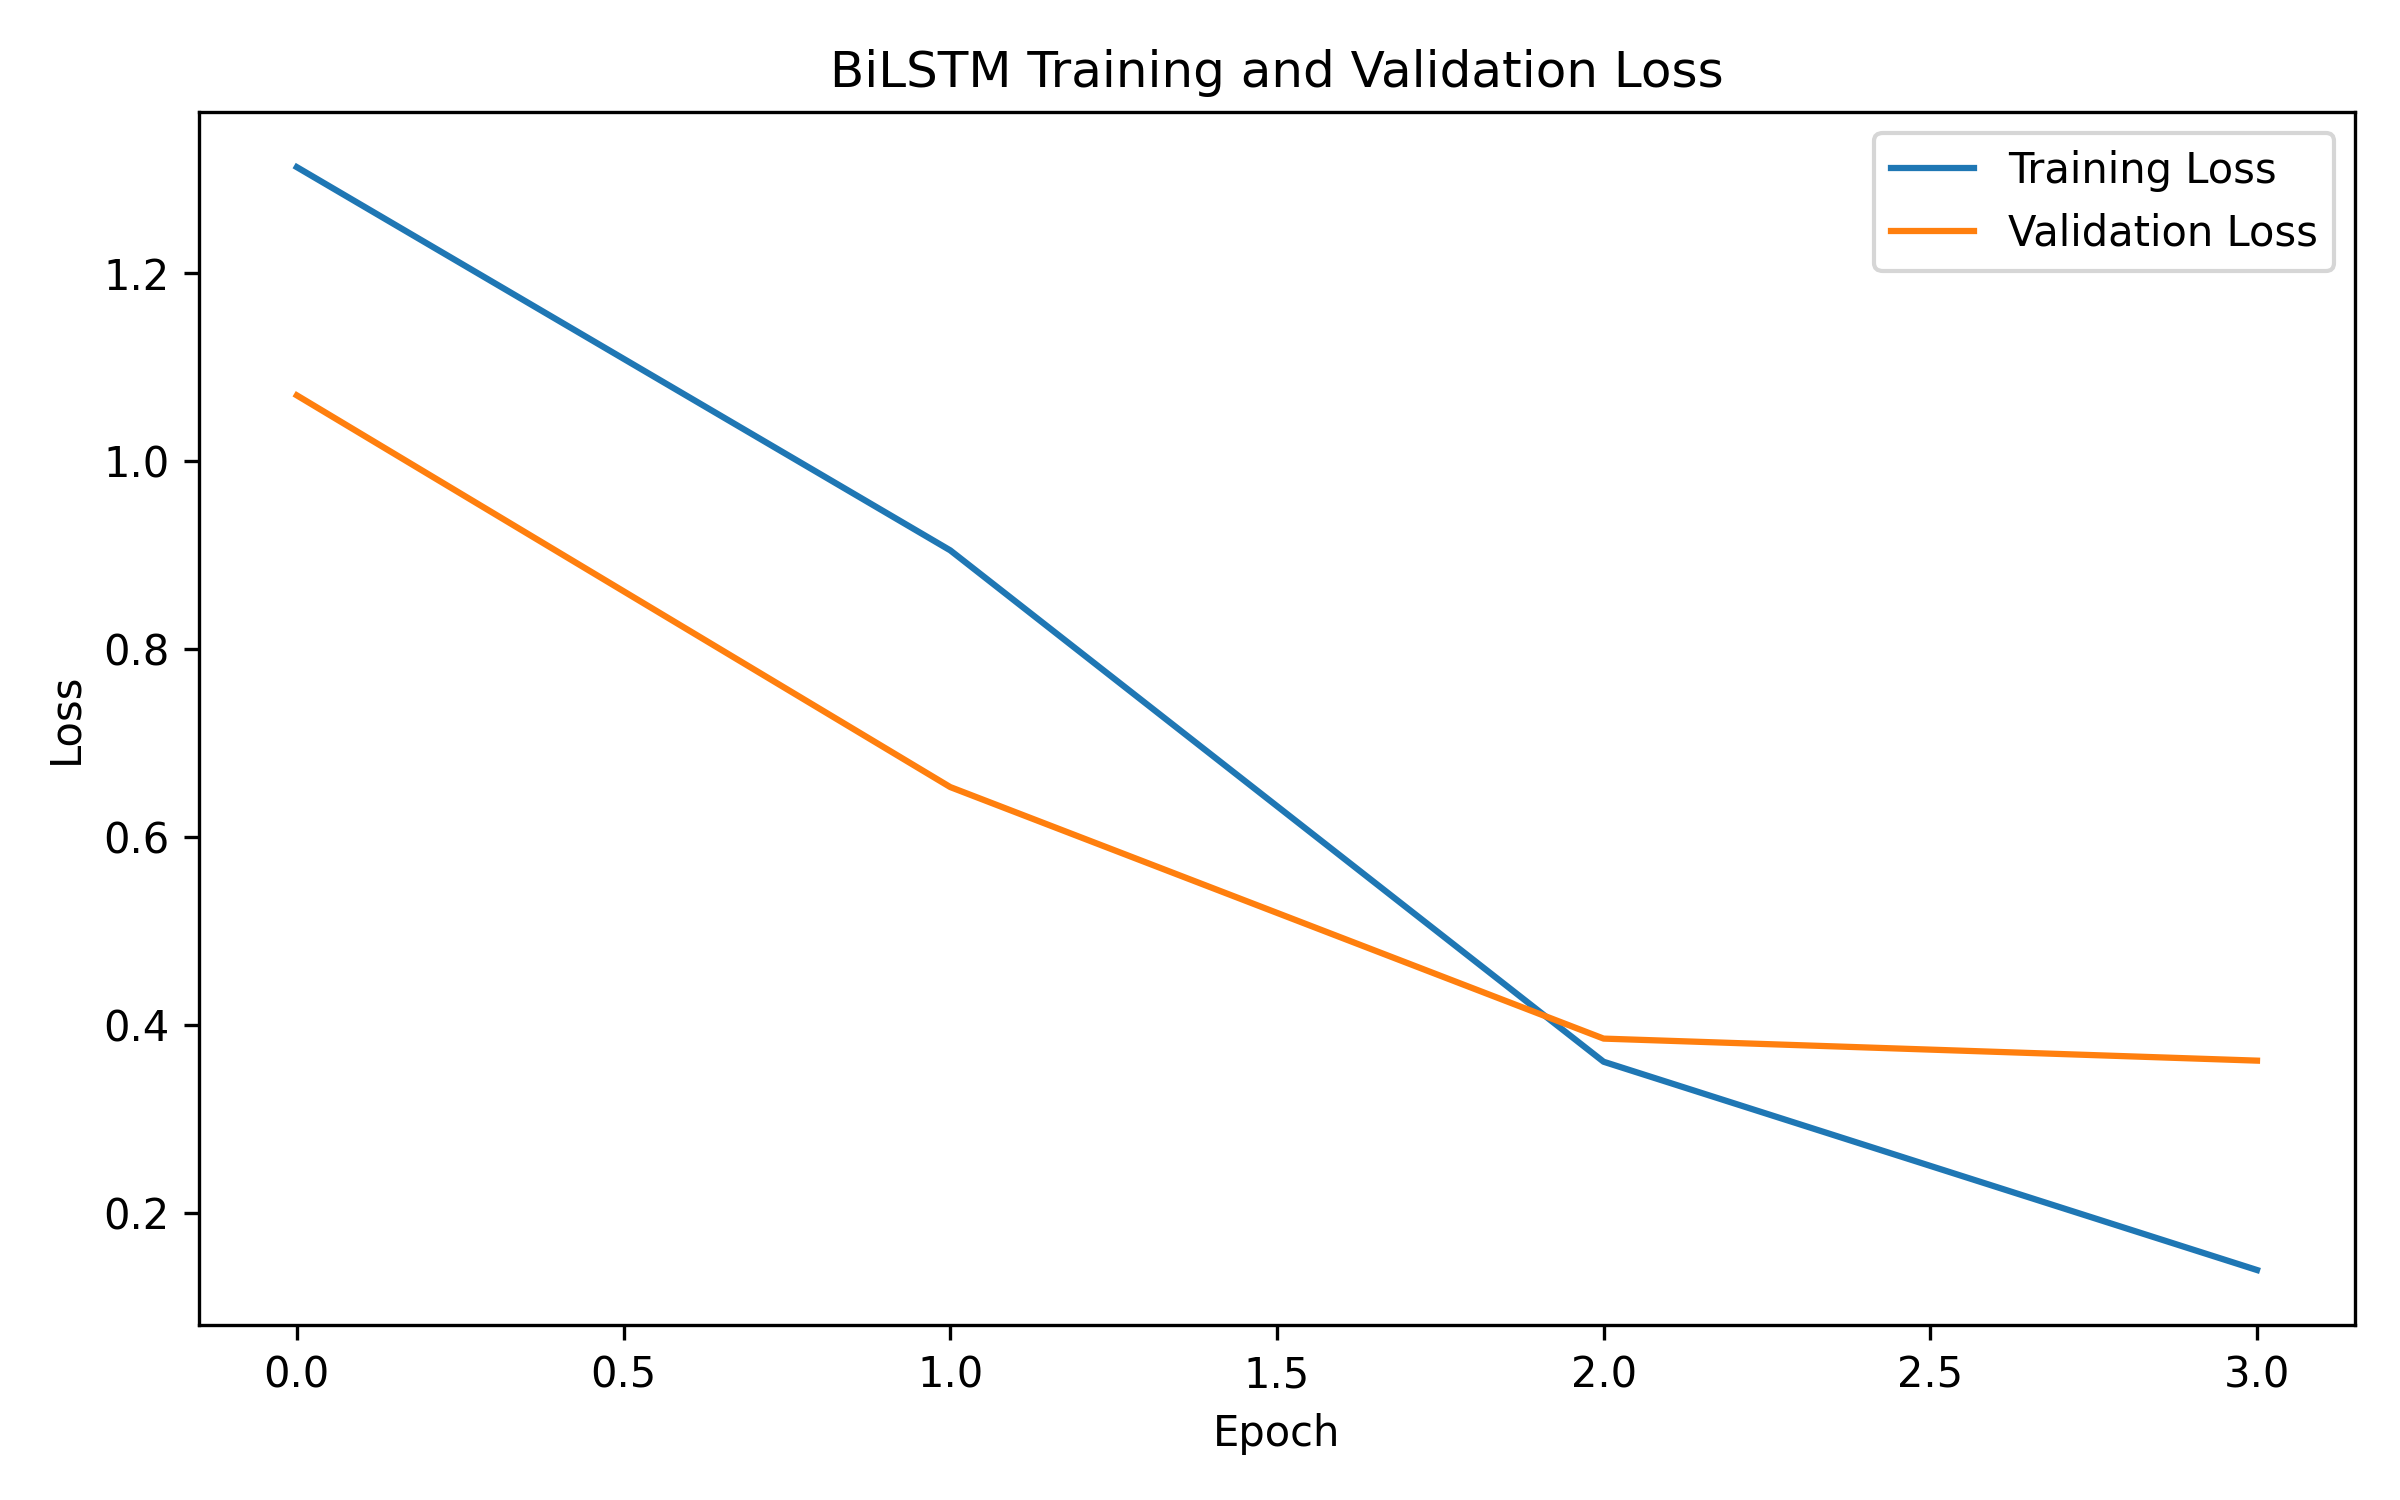 BiLSTM Training and Validation Loss
Training Loss
Validation Loss
Loss
1.2
1.0
0.8
0.6
0.4
0.2
0.0 0.5 1.0 1.5 2.0 2.5 3.0
Epoch